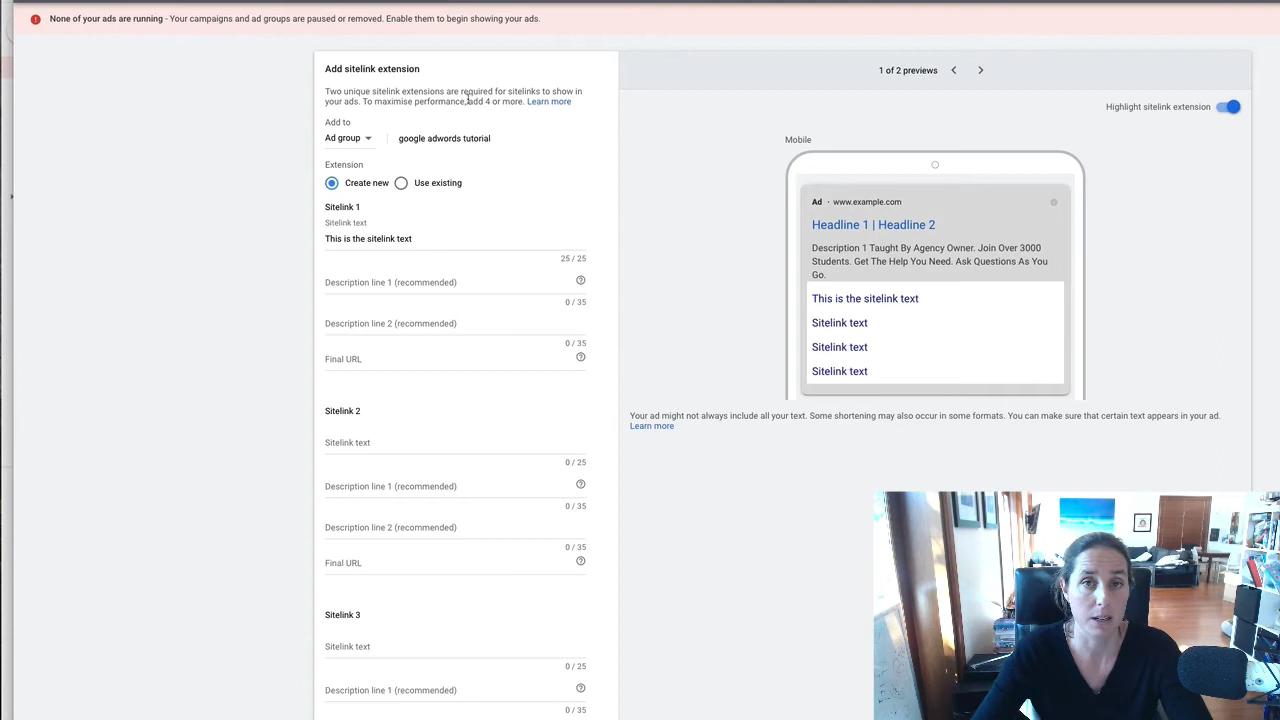 None of your ads are running - Your campaigns and ad groups are paused or removed. Enable them to begin showing your ads.
Add sitelink extension
Two unique sitelink extensions are required for sitelinks to show in
your ads. To maximise performance, add 4 or more. Learn more
Add to
Ad group
google adwords tutorial
Extension
Create new
Use existing
Sitelink 1
Sitelink text
This is the sitelink text
25 / 25
Description line 1 (recommended)
0 / 35
Description line 2 (recommended)
0 / 35
Final URL
Sitelink 2
Sitelink text
0 / 25
Description line 1 (recommended)
0 / 35
Description line 2 (recommended)
0 / 35
Final URL
Sitelink 3
Sitelink text
0 / 25
Description line 1 (recommended)
0 / 35
1 of 2 previews
Highlight sitelink extension
Mobile
Ad · www.example.com
Headline 1 | Headline 2
Description 1 Taught By Agency Owner. Join Over 3000
Students. Get The Help You Need. Ask Questions As You
Go.
This is the sitelink text
Sitelink text
Sitelink text
Sitelink text
Your ad might not always include all your text. Some shortening may also occur in some formats. You can make sure that certain text appears in your ad.
Learn more